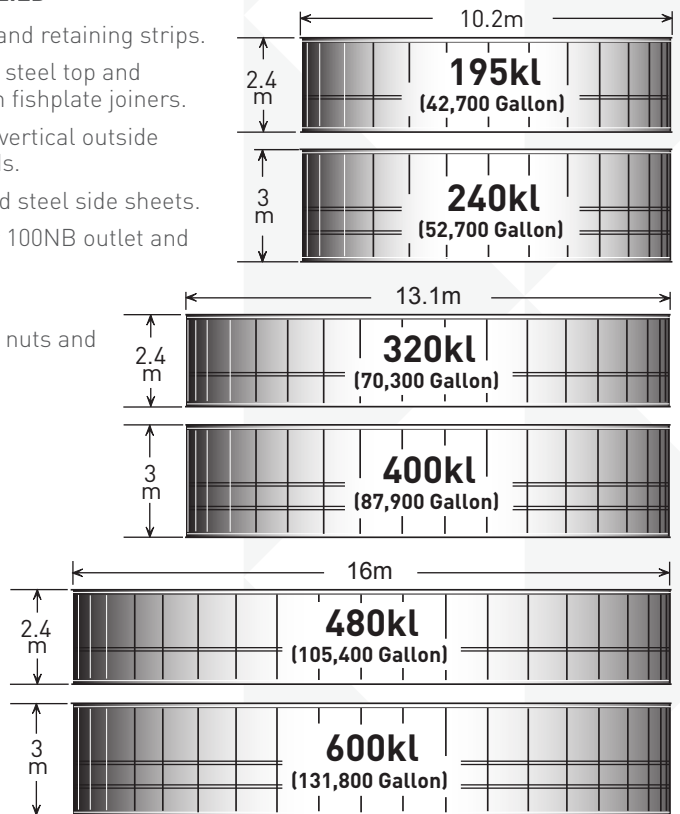 and retaining strips.
steel top and
fishplate joiners.
vertical outside
d steel side sheets.
100NB outlet and
nuts and
10.2m
2.4
m
195kl
(42,700 Gallon)
3
m
240kl
(52,700 Gallon)
13.1m
2.4
m
320kl
(70,300 Gallon)
3
m
400kl
(87,900 Gallon)
16m
2.4
m
480kl
(105,400 Gallon)
3
m
600kl
(131,800 Gallon)